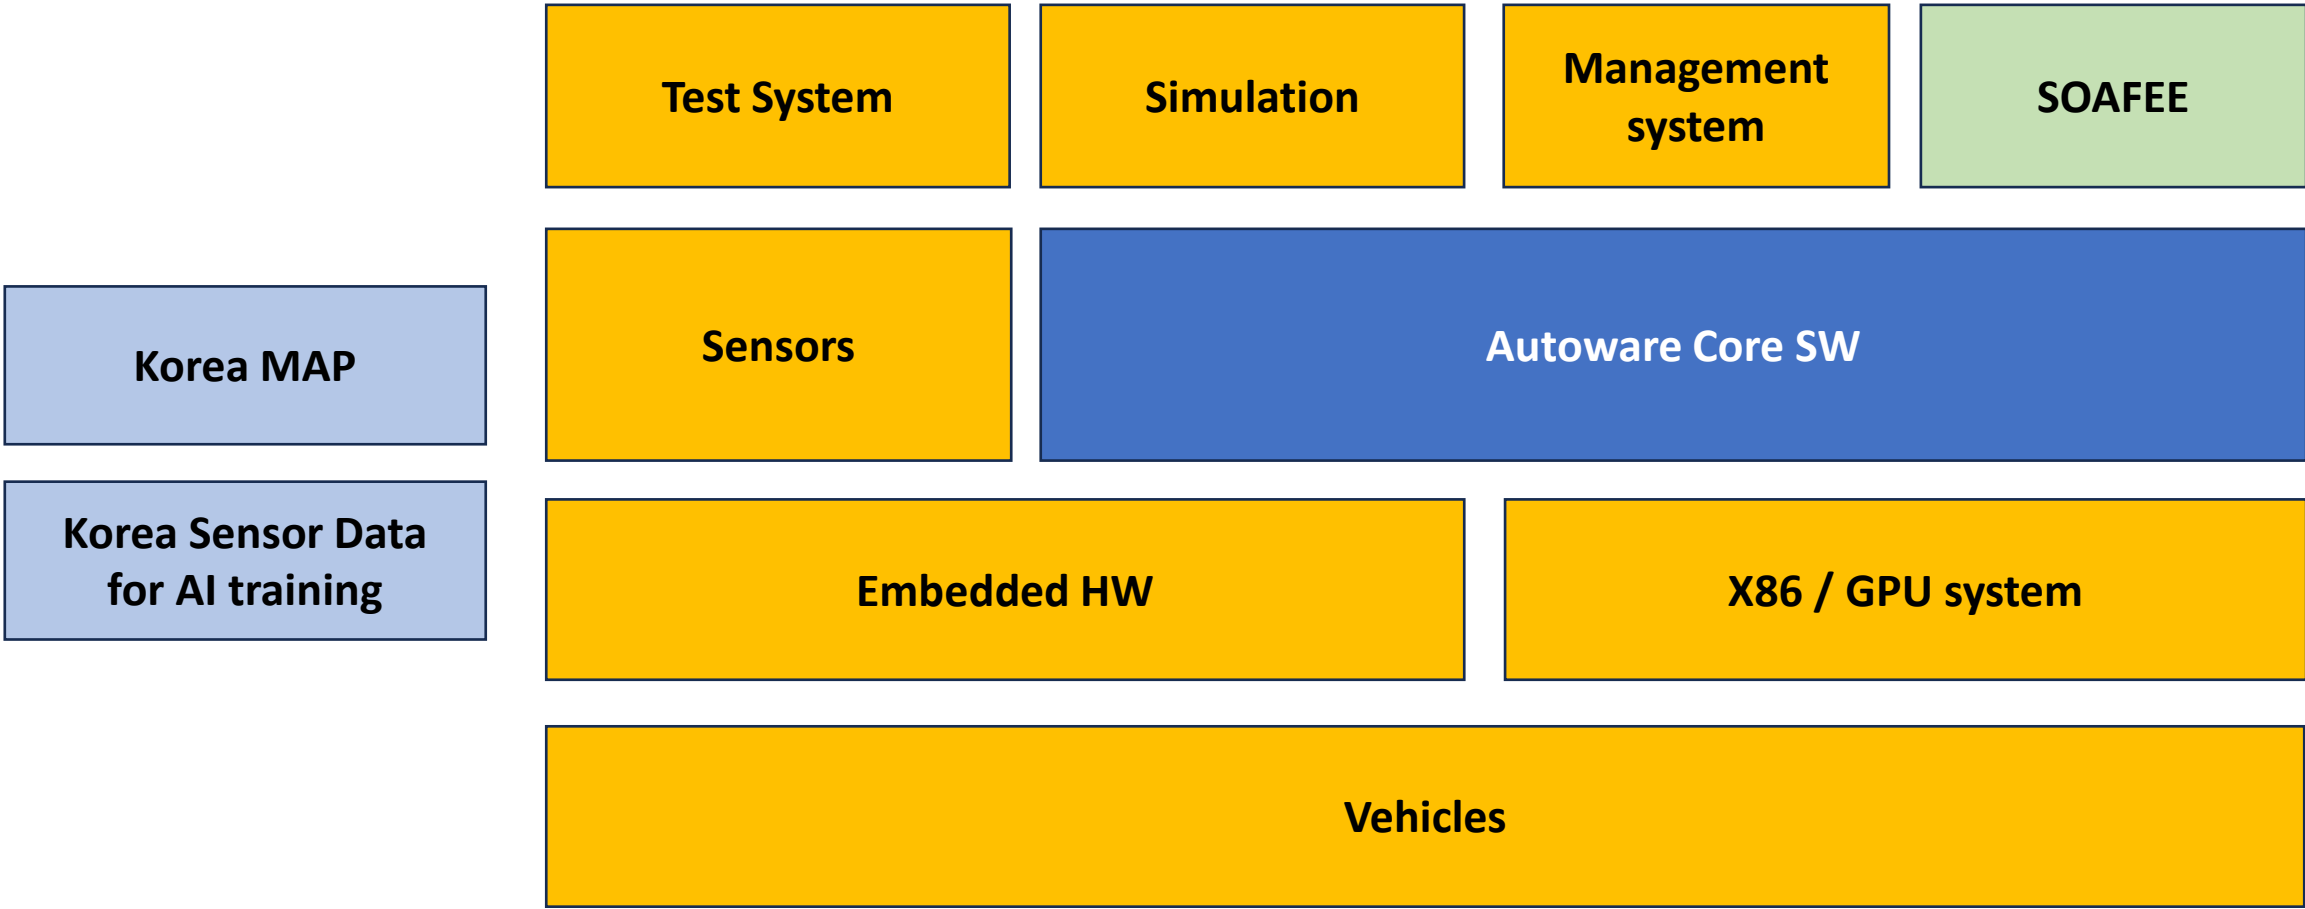 Test System
Simulation
Management
system
SOAFEE
Korea MAP
Sensors
Autoware Core SW
Korea Sensor Data
for AI training
Embedded HW
X86 / GPU system
Vehicles